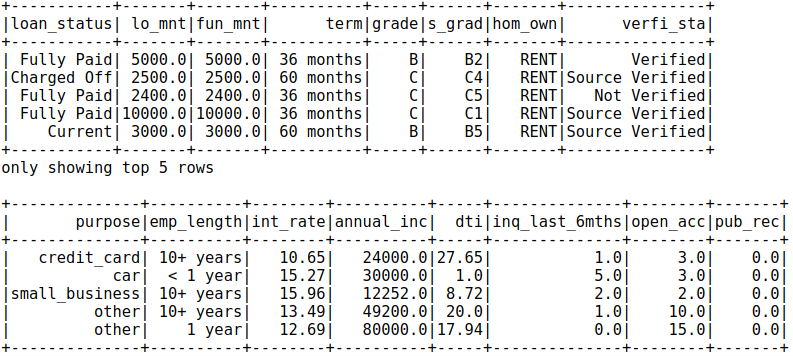 +-----------+-------+-------+----------+-----+------+-------+---------------+
|loan_status| lo_mnt|fun_mnt|      term|grade|s_grad|hom_own|      verfi_sta|
+-----------+-------+-------+----------+-----+------+-------+---------------+
| Fully Paid| 5000.0| 5000.0| 36 months|    B|    B2|   RENT|       Verified|
|Charged Off| 2500.0| 2500.0| 60 months|    C|    C4|   RENT|Source Verified|
| Fully Paid| 2400.0| 2400.0| 36 months|    C|    C5|   RENT|   Not Verified|
| Fully Paid|10000.0|10000.0| 36 months|    C|    C1|   RENT|Source Verified|
|    Current| 3000.0| 3000.0| 60 months|    B|    B5|   RENT|Source Verified|
+-----------+-------+-------+----------+-----+------+-------+---------------+
only showing top 5 rows

+--------------+----------+--------+----------+-----+--------------+--------+-------+
|       purpose|emp_length|int_rate|annual_inc|  dti|inq_last_6mths|open_acc|pub_rec|
+--------------+----------+--------+----------+-----+--------------+--------+-------+
|   credit_card| 10+ years|   10.65|   24000.0|27.65|           1.0|     3.0|    0.0|
|           car|  < 1 year|   15.27|   30000.0|  1.0|           5.0|     3.0|    0.0|
|small_business| 10+ years|   15.96|   12252.0| 8.72|           2.0|     2.0|    0.0|
|         other| 10+ years|   13.49|   49200.0| 20.0|           1.0|    10.0|    0.0|
|         other|    1 year|   12.69|   80000.0|17.94|           0.0|    15.0|    0.0|
+--------------+----------+--------+----------+-----+--------------+--------+-------+